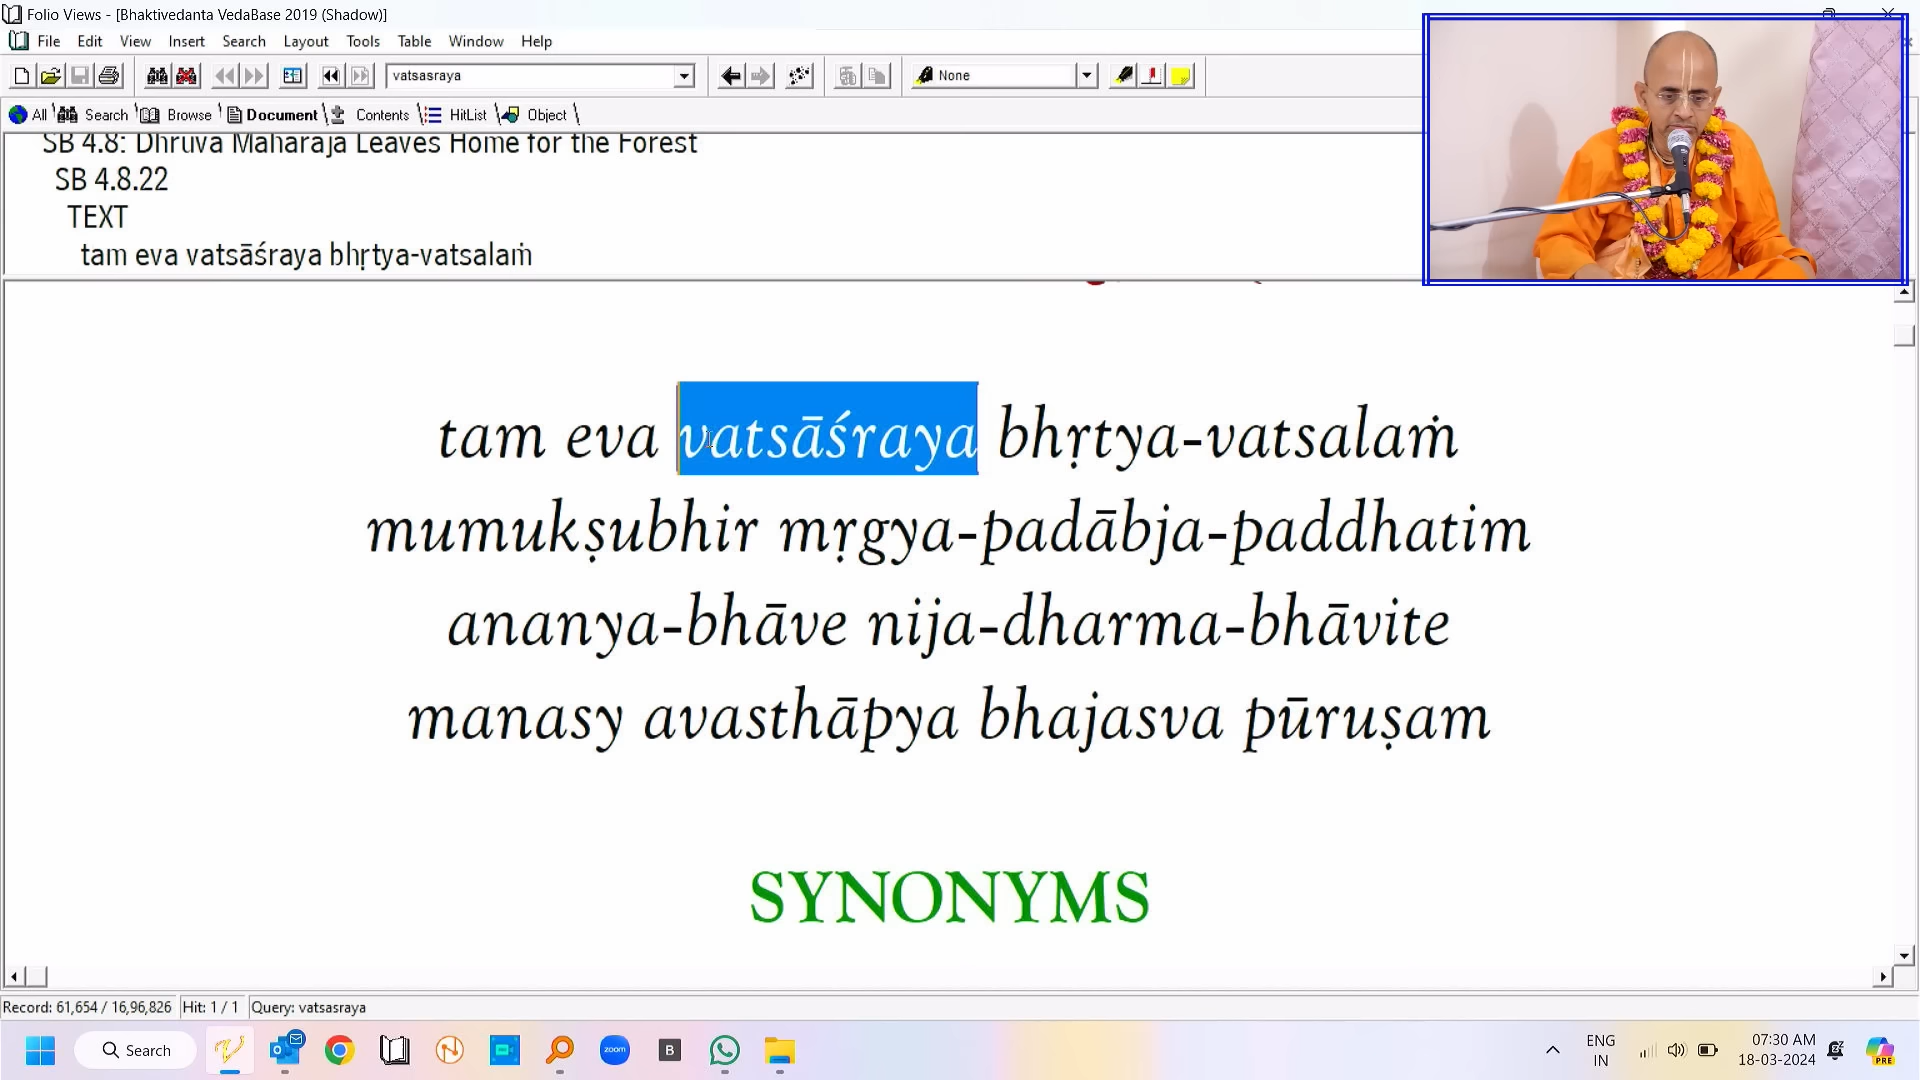 Folio Views - [Bhaktivedanta VedaBase 2019 (Shadow)]
File Edit View Insert Search Layout Tools Table Window Help
vatsasraya
None
All Search Browse Document Contents HitList Object
SB 4.8: Dhruva Maharaja Leaves Home for the Forest
SB 4.8.22
TEXT
tam eva vatsāśraya bhṛtya-vatsalaṁ
tam eva vatsāśraya bhṛtya-vatsalaṁ
mumukṣubhir mṛgya-padābja-paddhatim
ananya-bhāve nija-dharma-bhāvite
manasy avasthāpya bhajasva pūruṣam
SYNONYMS
Record: 61,654 / 16,96,826 Hit: 1 / 1 Query: vatsasraya
Search
zoom
B
ENG
IN
07:30 AM
18-03-2024
PRE